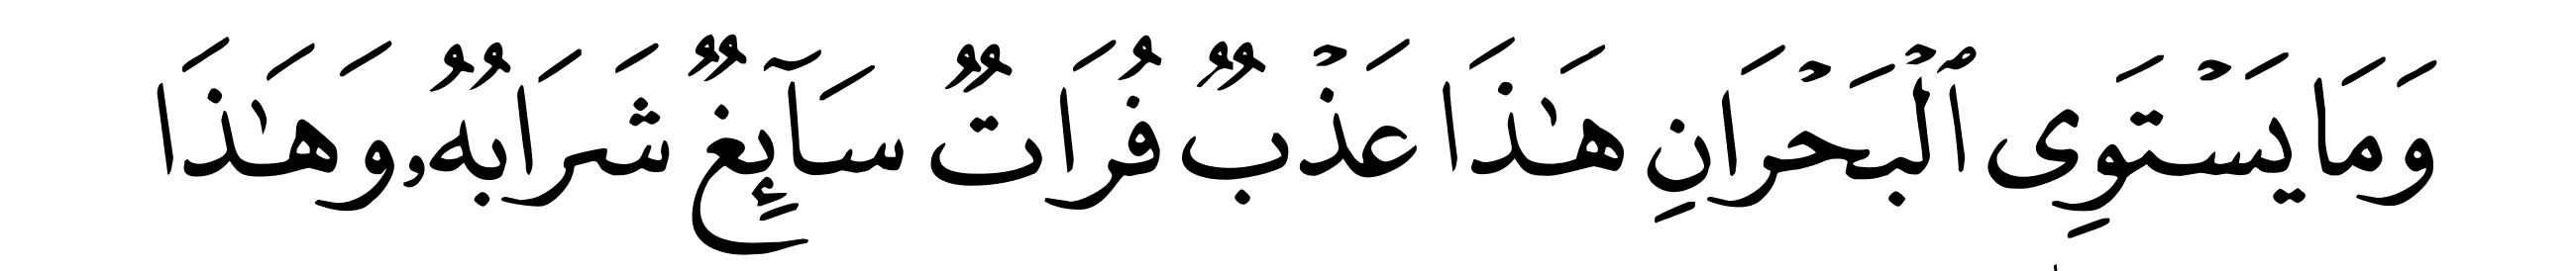 وَمَا يَسْتَوِى ٱلْبَحْرَانِ هَـٰذَا عَذْبٌ فُرَاتٌ سَآئِغٌ شَرَابُهُۥ وَهَـٰذَا